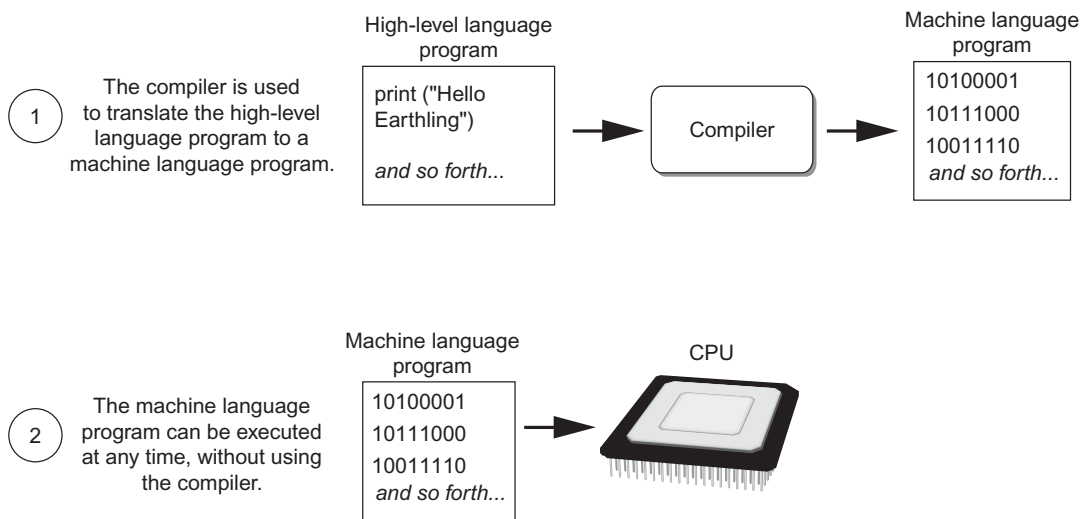 1
The compiler is used
to translate the high-level
language program to a
machine language program.
High-level language
program
print ("Hello
Earthling")
and so forth...
Compiler
Machine language
program
10100001
10111000
10011110
and so forth...
2
The machine language
program can be executed
at any time, without using
the compiler.
Machine language
program
10100001
10111000
10011110
and so forth...
CPU